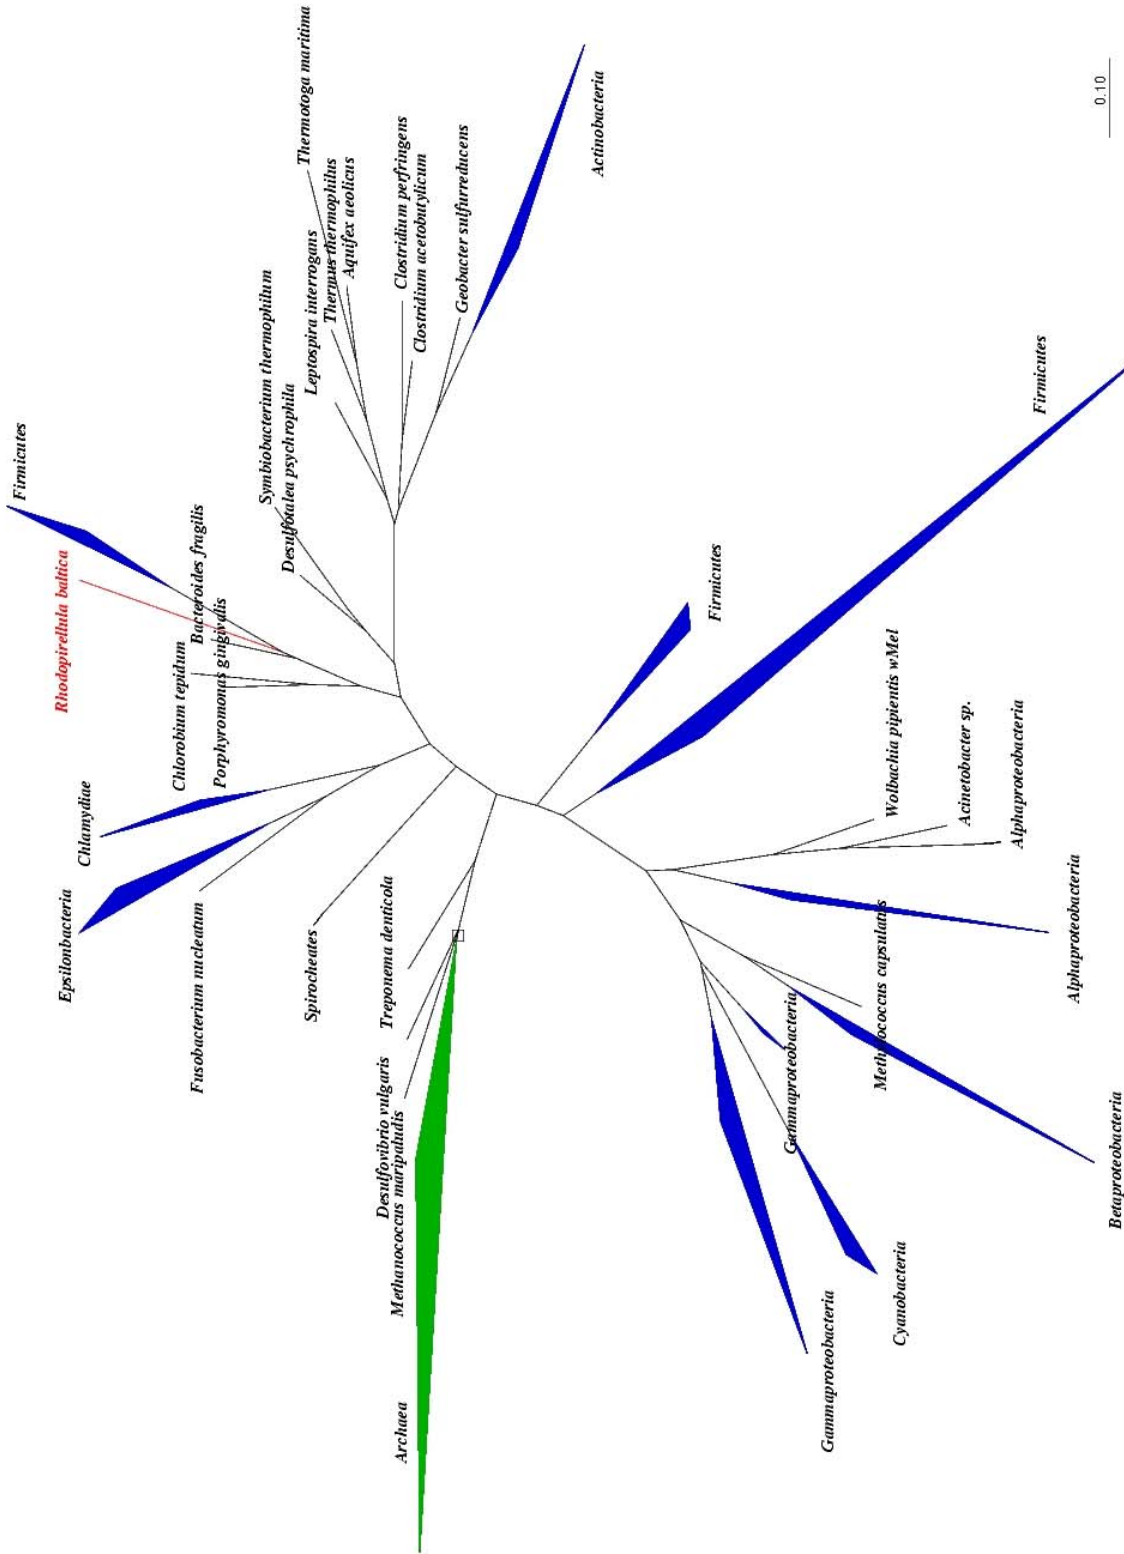 Thermotoga maritima
Thermus thermophilus
Aquifex aeolicus
Leptospira interrogans
Clostridium perfringens
Clostridium acetobutylicum
Geobacter sulfurreducens
Actinobacteria
0.10
Symbiobacterium thermophilum
Desulfotalea psychrophila
Firmicutes
Rhodopirellula baltica
Bacteroides fragilis
Chlorobium tepidum
Porphyromonas gingivalis
Firmicutes
Firmicutes
Chlamydiae
Epsilonbacteria
Fusobacterium nucleatum
Spirocheates
Treponema denticola
Desulfovibrio vulgaris
Methanococcus maripaludis
Archaea
Wolbachia pipientis wMel
Acinetobacter sp.
Alphaproteobacteria
Alphaproteobacteria
Methylococcus capsulatus
Gammaproteobacteria
Betaproteobacteria
Cyanobacteria
Gammaproteobacteria